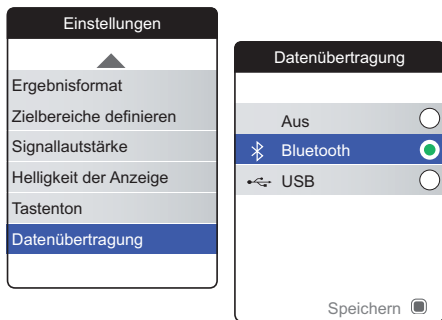 Einstellungen
Ergebnisformat
Zielbereiche definieren
Signallautstärke
Helligkeit der Anzeige
Tastenton
Datenübertragung
Datenübertragung
Aus
Bluetooth
USB
Speichern